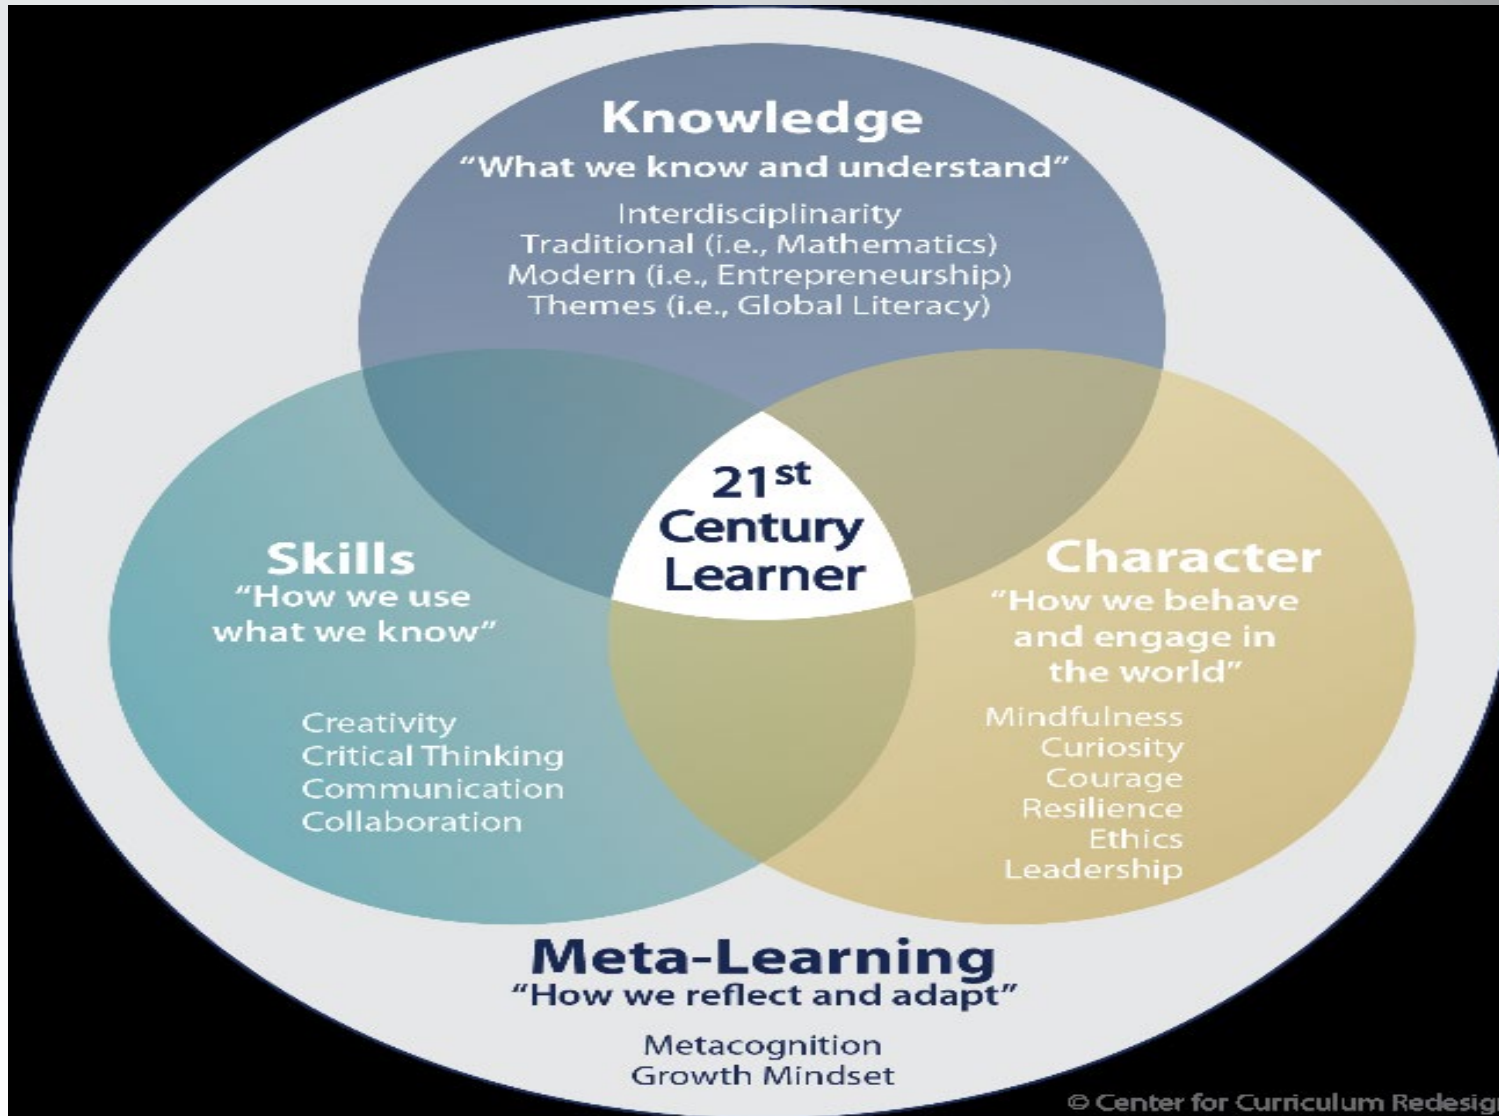 Knowledge
“What we know and understand”
Interdisciplinarity
Traditional (i.e., Mathematics)
Modern (i.e., Entrepreneurship)
Themes (i.e., Global Literacy)
21st
Century
Learner
Skills
“How we use
what we know”
Creativity
Critical Thinking
Communication
Collaboration
Character
“How we behave
and engage in
the world”
Mindfulness
Curiosity
Courage
Resilience
Ethics
Leadership
Meta-Learning
“How we reflect and adapt”
Metacognition
Growth Mindset
© Center for Curriculum Redesign